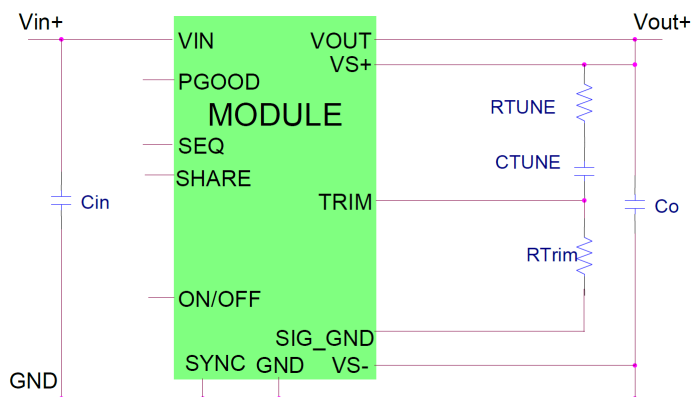 Vin+
Vout+
VIN
VOUT
VS+
PGOOD
RTUNE
MODULE
SEQ
CTUNE
SHARE
TRIM
Cin
Co
RTrim
ON/OFF
SIG_GND
SYNC
GND
VS-
GND